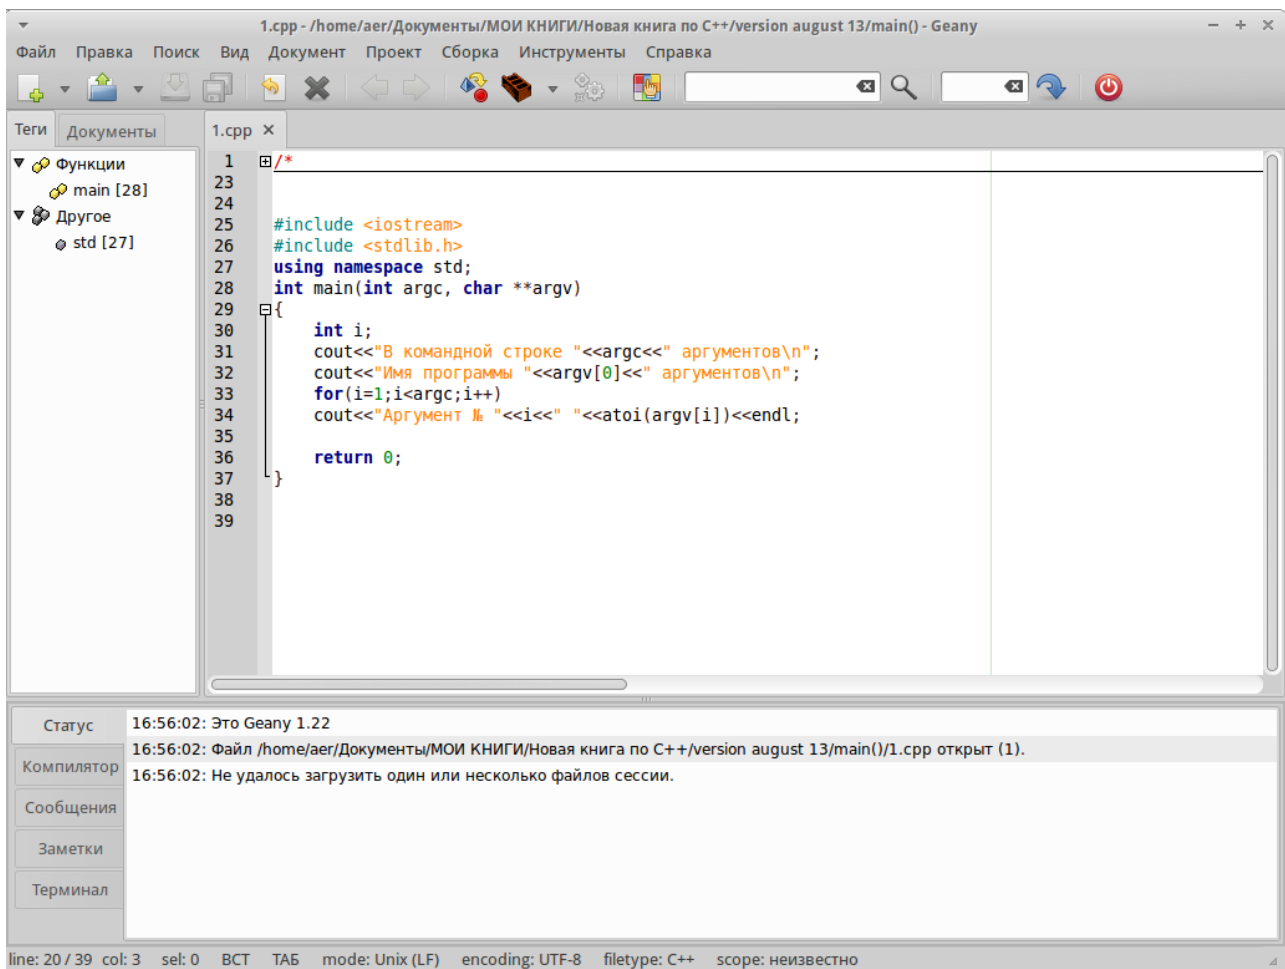 1.cpp - /home/aer/Документы/МОИ КНИГИ/Новая книга по C++/version august 13/main() - Geany
Файл Правка Поиск Вид Документ Проект Сборка Инструменты Справка
Теги Документы 1.cpp
Функции
main [28]
Другое
std [27]
1 /*
23
24
25 #include <iostream>
26 #include <stdlib.h>
27 using namespace std;
28 int main(int argc, char **argv)
29 {
30 int i;
31 cout<<"В командной строке "<<argc<<" аргументов\n";
32 cout<<"Имя программы "<<argv[0]<<" аргументов\n";
33 for(i=1;i<argc;i++)
34 cout<<"Аргумент № "<<i<<" "<<atoi(argv[i])<<endl;
35
36 return 0;
37 }
38
39
Статус
Компилятор
Сообщения
Заметки
Терминал
16:56:02: Это Geany 1.22
16:56:02: Файл /home/aer/Документы/МОИ КНИГИ/Новая книга по C++/version august 13/main()/1.cpp открыт (1).
16:56:02: Не удалось загрузить один или несколько файлов сессии.
line: 20 / 39 col: 3 sel: 0 ВСТ ТАБ mode: Unix (LF) encoding: UTF-8 filetype: C++ scope: неизвестно